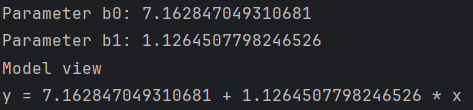 Parameter b0: 7.162847049310681
Parameter b1: 1.1264507798246526
Model view
y = 7.162847049310681 + 1.1264507798246526 * x